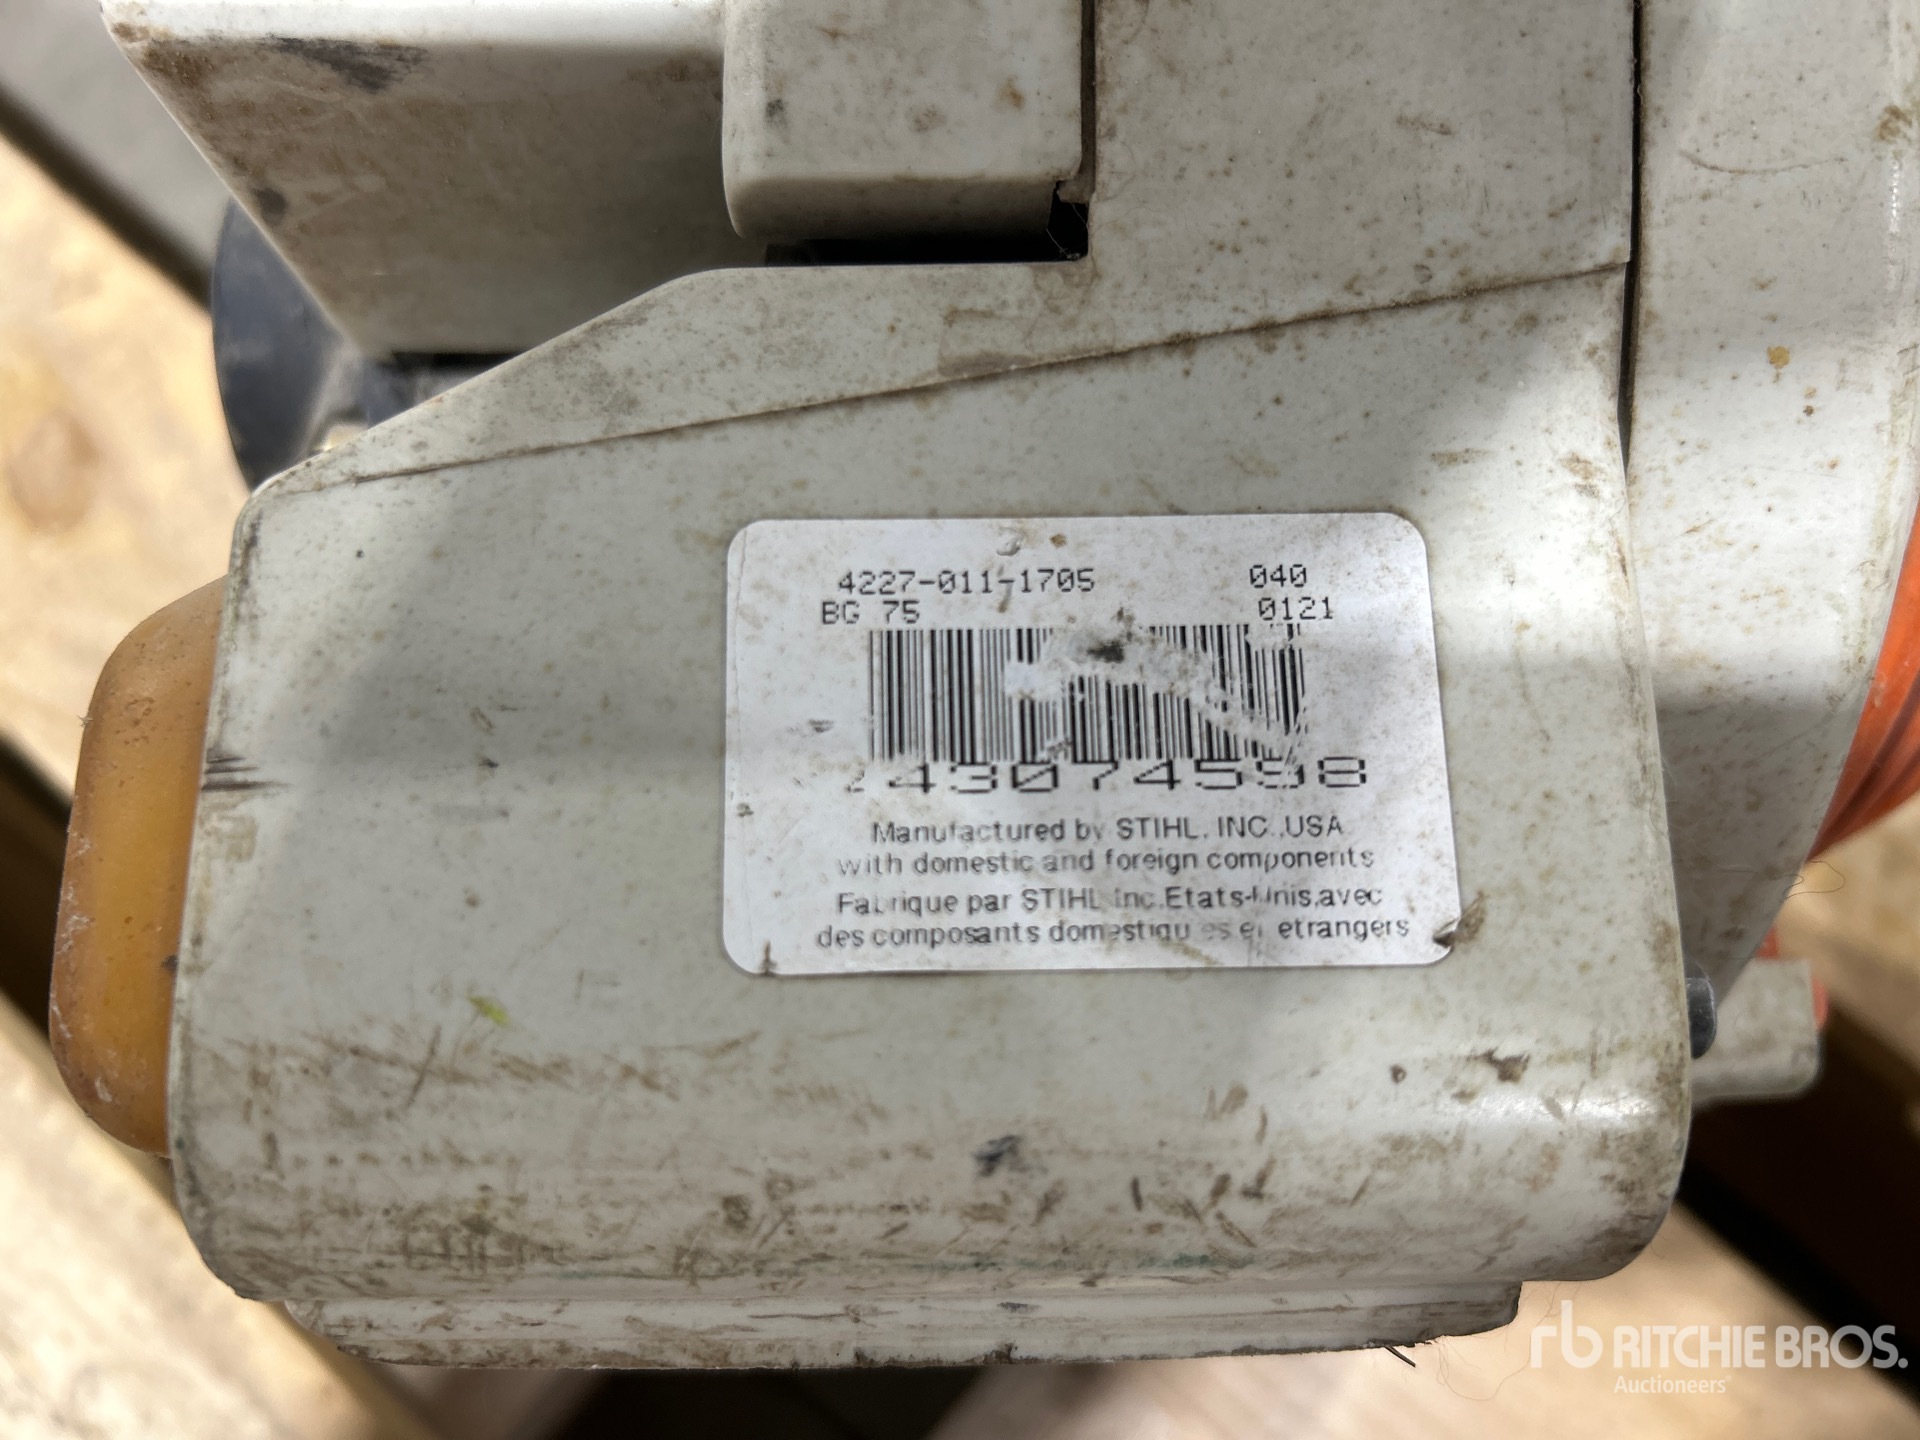 4227-011-1705 040
BG 75 0121
243074598
Manufactured by STIHL, INC.,USA
with domestic and foreign components
Fabrique par STIHL Inc.Etats-Unis,avec
des composants domestiques et etrangers
rb RITCHIE BROS.
Auctioneers